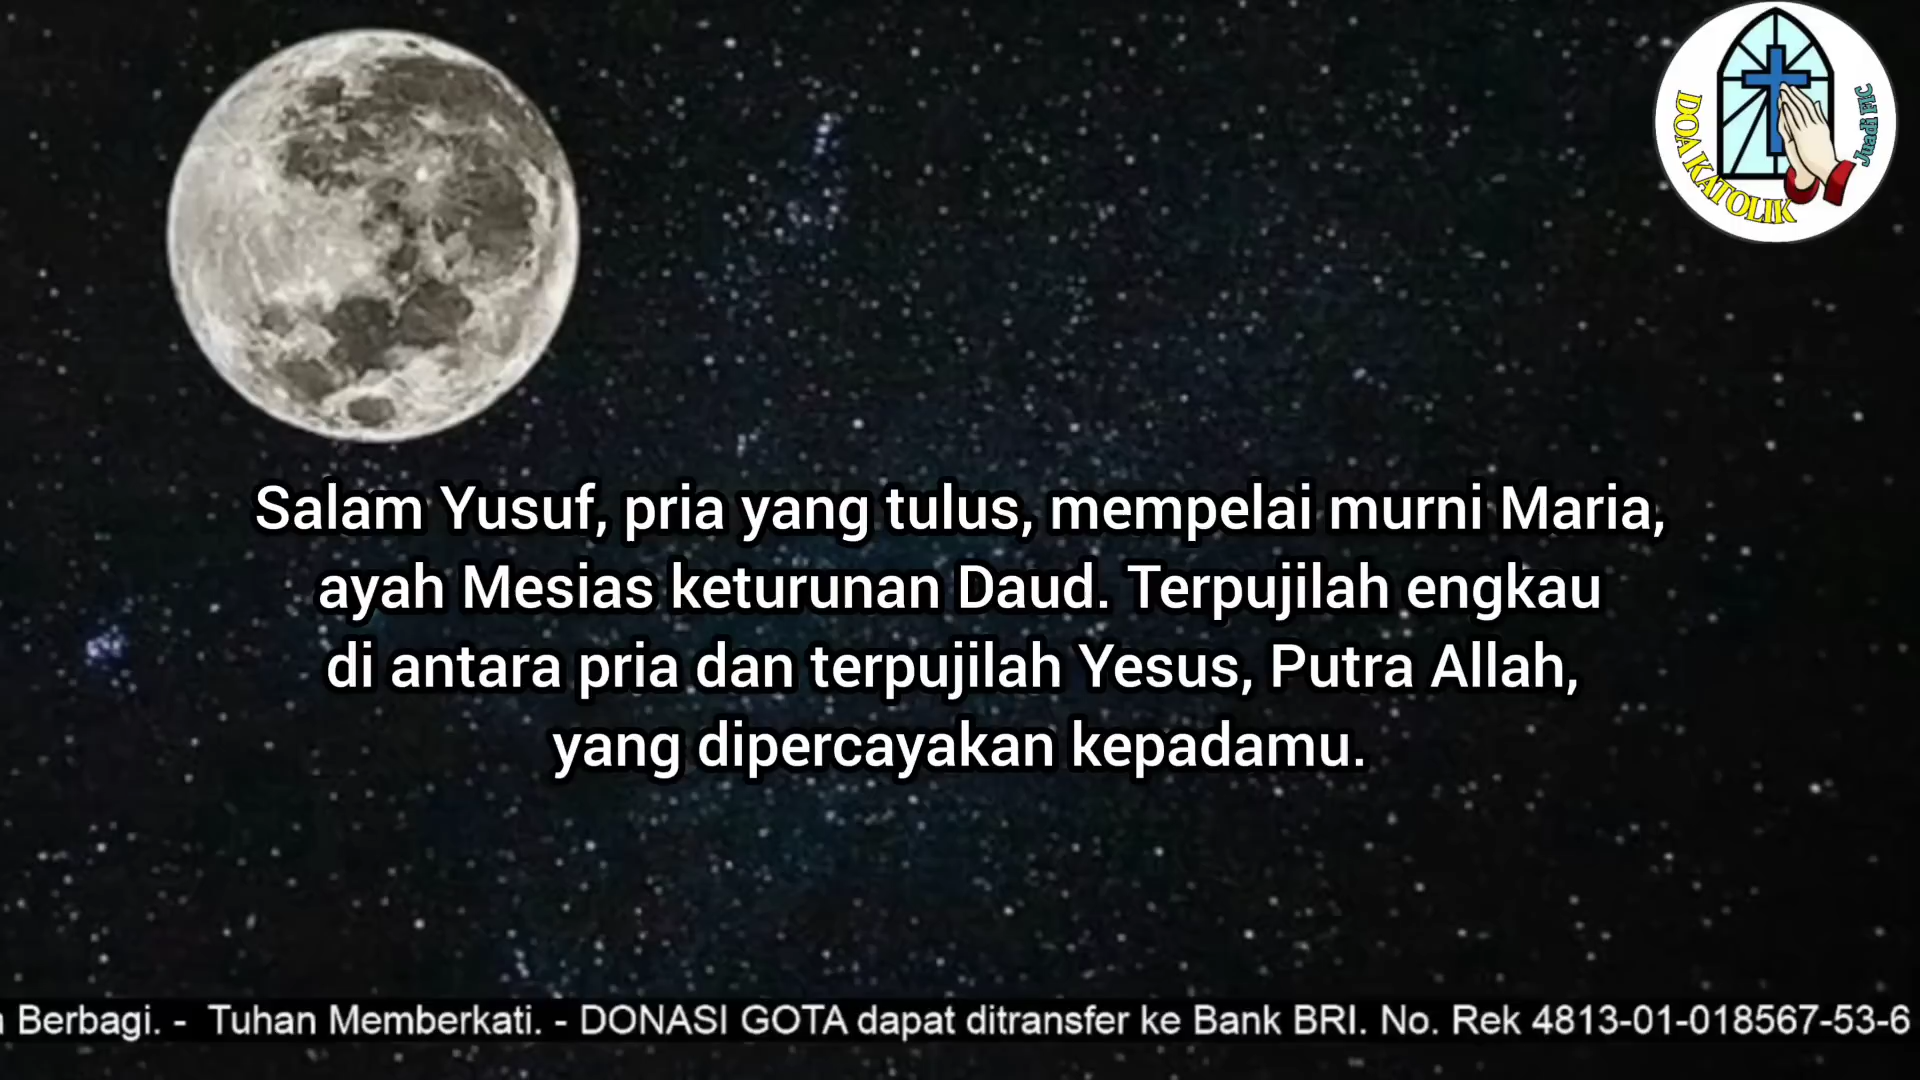 DOA KATOLIK
Juadi FIC
Salam Yusuf, pria yang tulus, mempelai murni Maria,
ayah Mesias keturunan Daud. Terpujilah engkau
di antara pria dan terpujilah Yesus, Putra Allah,
yang dipercayakan kepadamu.
Berbagi. - Tuhan Memberkati. - DONASI GOTA dapat ditransfer ke Bank BRI. No. Rek 4813-01-018567-53-6